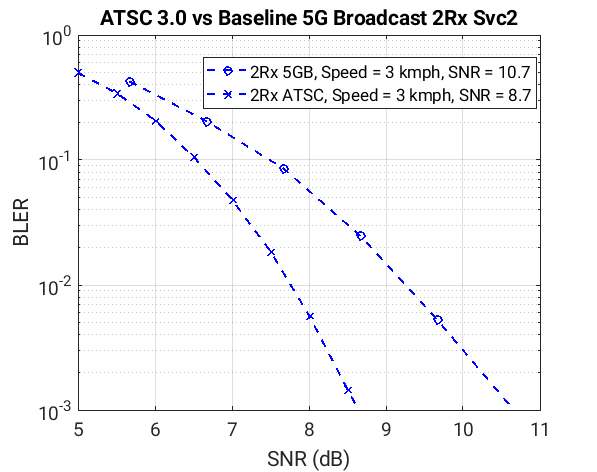 ATSC 3.0 vs Baseline 5G Broadcast 2Rx Svc2
10^0
2Rx 5GB, Speed = 3 kmph, SNR = 10.7
2Rx ATSC, Speed = 3 kmph, SNR = 8.7
10^-1
BLER
10^-2
10^-3
5 6 7 8 9 10 11
SNR (dB)